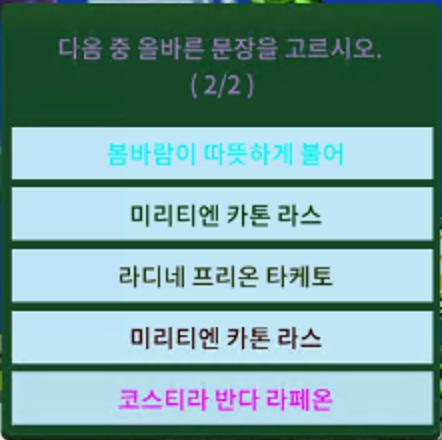 다음 중 올바른 문장을 고르시오.
( 2/2 )
봄바람이 따뜻하게 불어
미리티엔 카톤 라스
라디네 프리온 타케토
미리티엔 카톤 라스
코스티라 반다 라페온